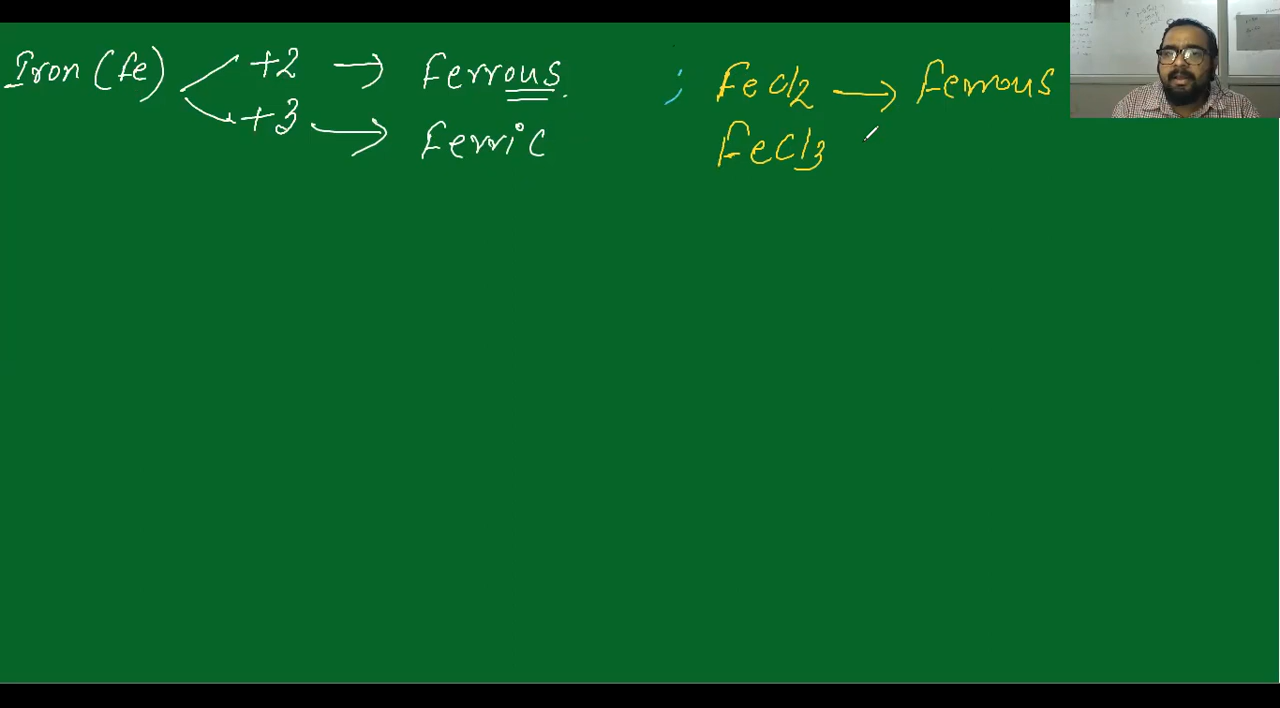 Iron (fe) +2 → Ferrous. ; FeCl2 → Ferrous
+3 → Ferric FeCl3